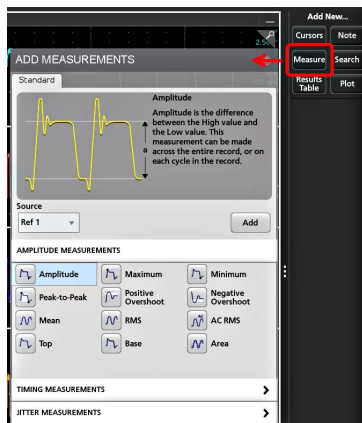 Add New...
Cursors
Note
2.5
ADD MEASUREMENTS
Measure
Search
Standard
Results
Table
Plot
Amplitude
Amplitude is the difference
between the High value and
the Low value. This
measurement can be made
across the entire record, or on
each cycle in the record.
a
Source
Ref 1
Add
AMPLITUDE MEASUREMENTS
Amplitude
Maximum
Minimum
Peak-to-Peak
Positive
Overshoot
Negative
Overshoot
Mean
RMS
AC RMS
Top
Base
Area
TIMING MEASUREMENTS
JITTER MEASUREMENTS